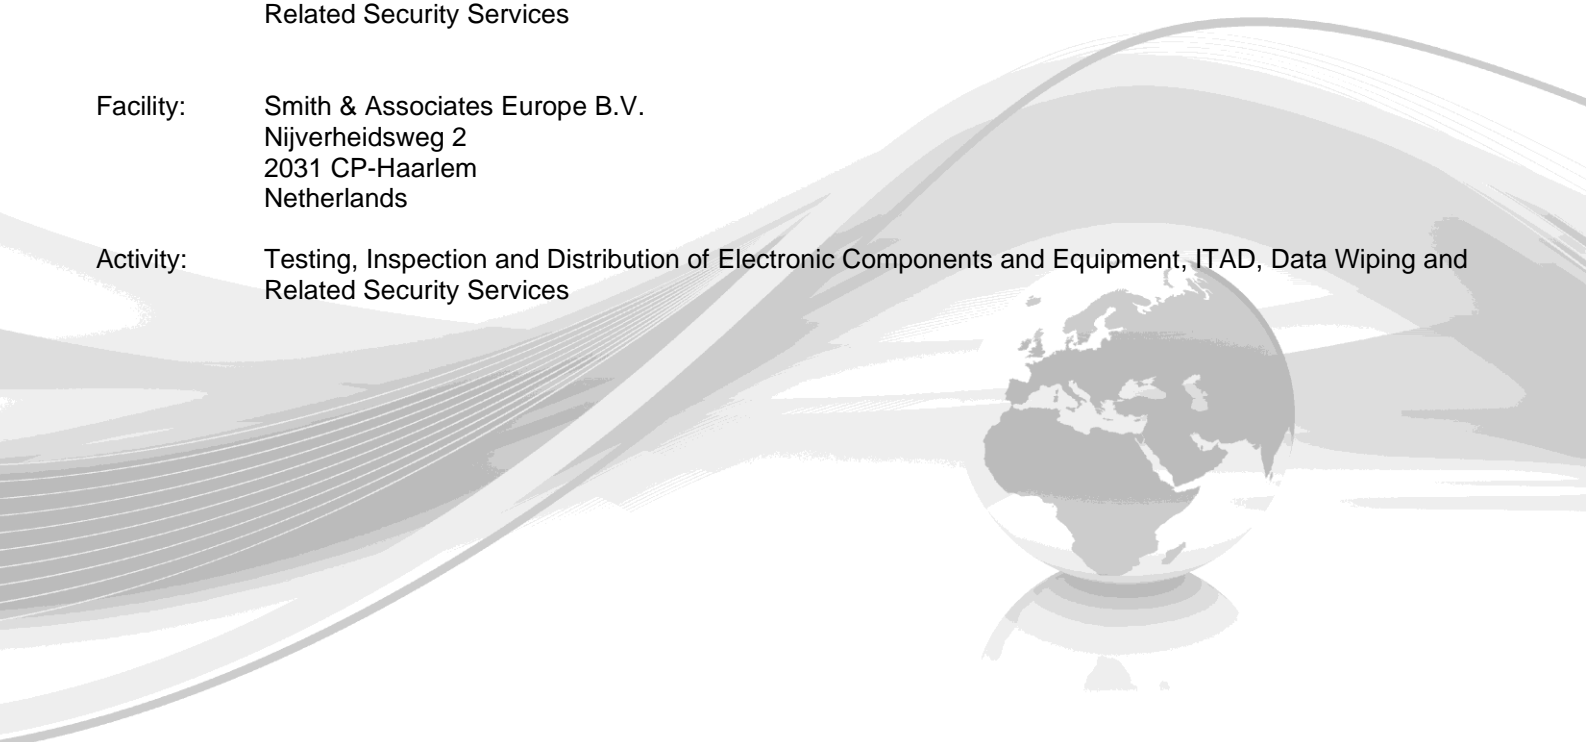 Related Security Services
Facility: Smith & Associates Europe B.V.
Nijverheidsweg 2
2031 CP-Haarlem
Netherlands
Activity: Testing, Inspection and Distribution of Electronic Components and Equipment, ITAD, Data Wiping and
Related Security Services